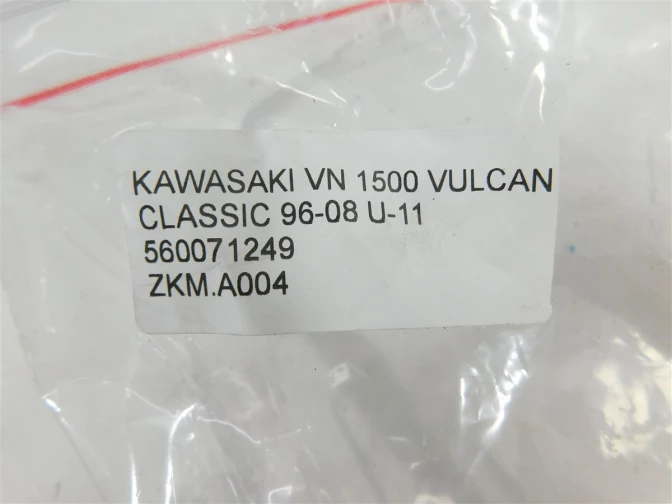 KAWASAKI VN 1500 VULCAN
CLASSIC 96-08 U-11
560071249
ZKM.A004